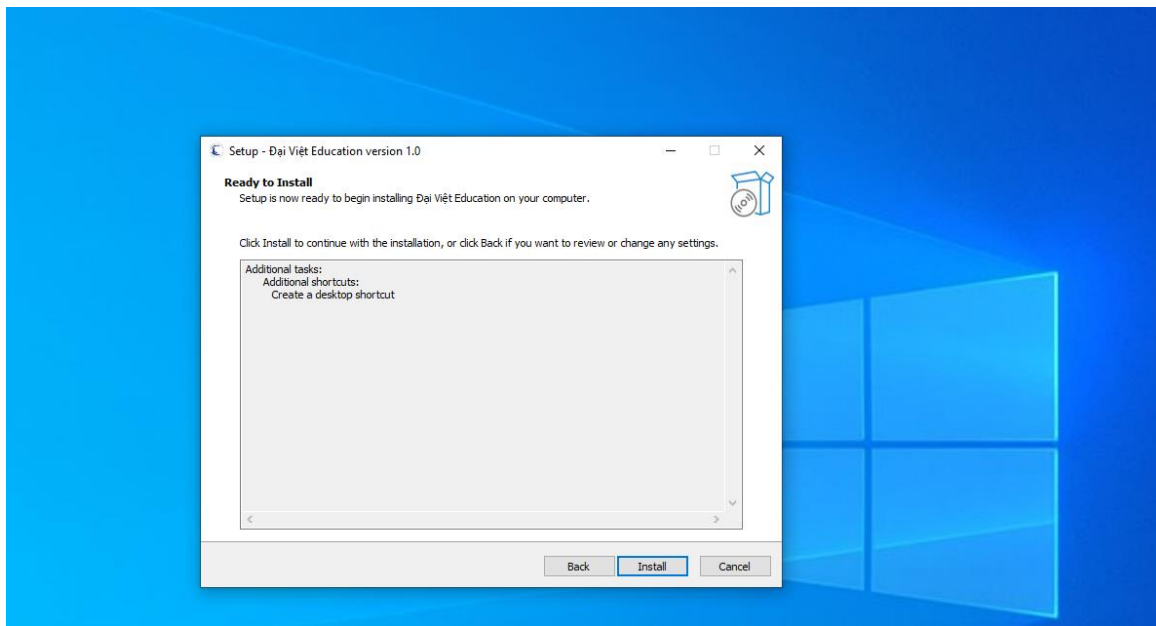 Setup - Đại Việt Education version 1.0
Ready to Install
Setup is now ready to begin installing Đại Việt Education on your computer.
Click Install to continue with the installation, or click Back if you want to review or change any settings.
Additional tasks:
Additional shortcuts:
Create a desktop shortcut
Back Install Cancel